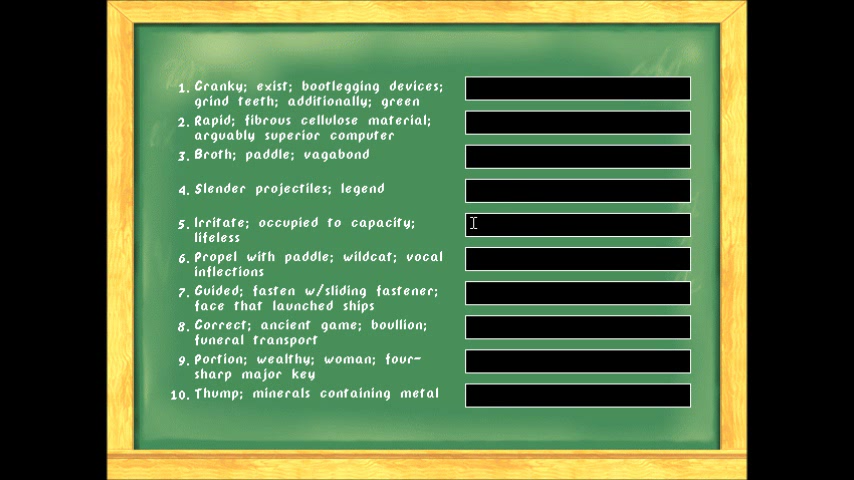 1. Cranky; exist; bootlegging devices;
grind teeth; additionally; green
2. Rapid; fibrous cellulose material;
arguably superior computer
3. Broth; paddle; vagabond
4. Slender projectiles; legend
5. Irritate; occupied to capacity;
lifeless
6. Propel with paddle; wildcat; vocal
inflections
7. Guided; fasten w/sliding fastener;
face that launched ships
8. Correct; ancient game; boullion;
funeral transport
9. Portion; wealthy; woman; four-
sharp major key
10. Thump; minerals containing metal